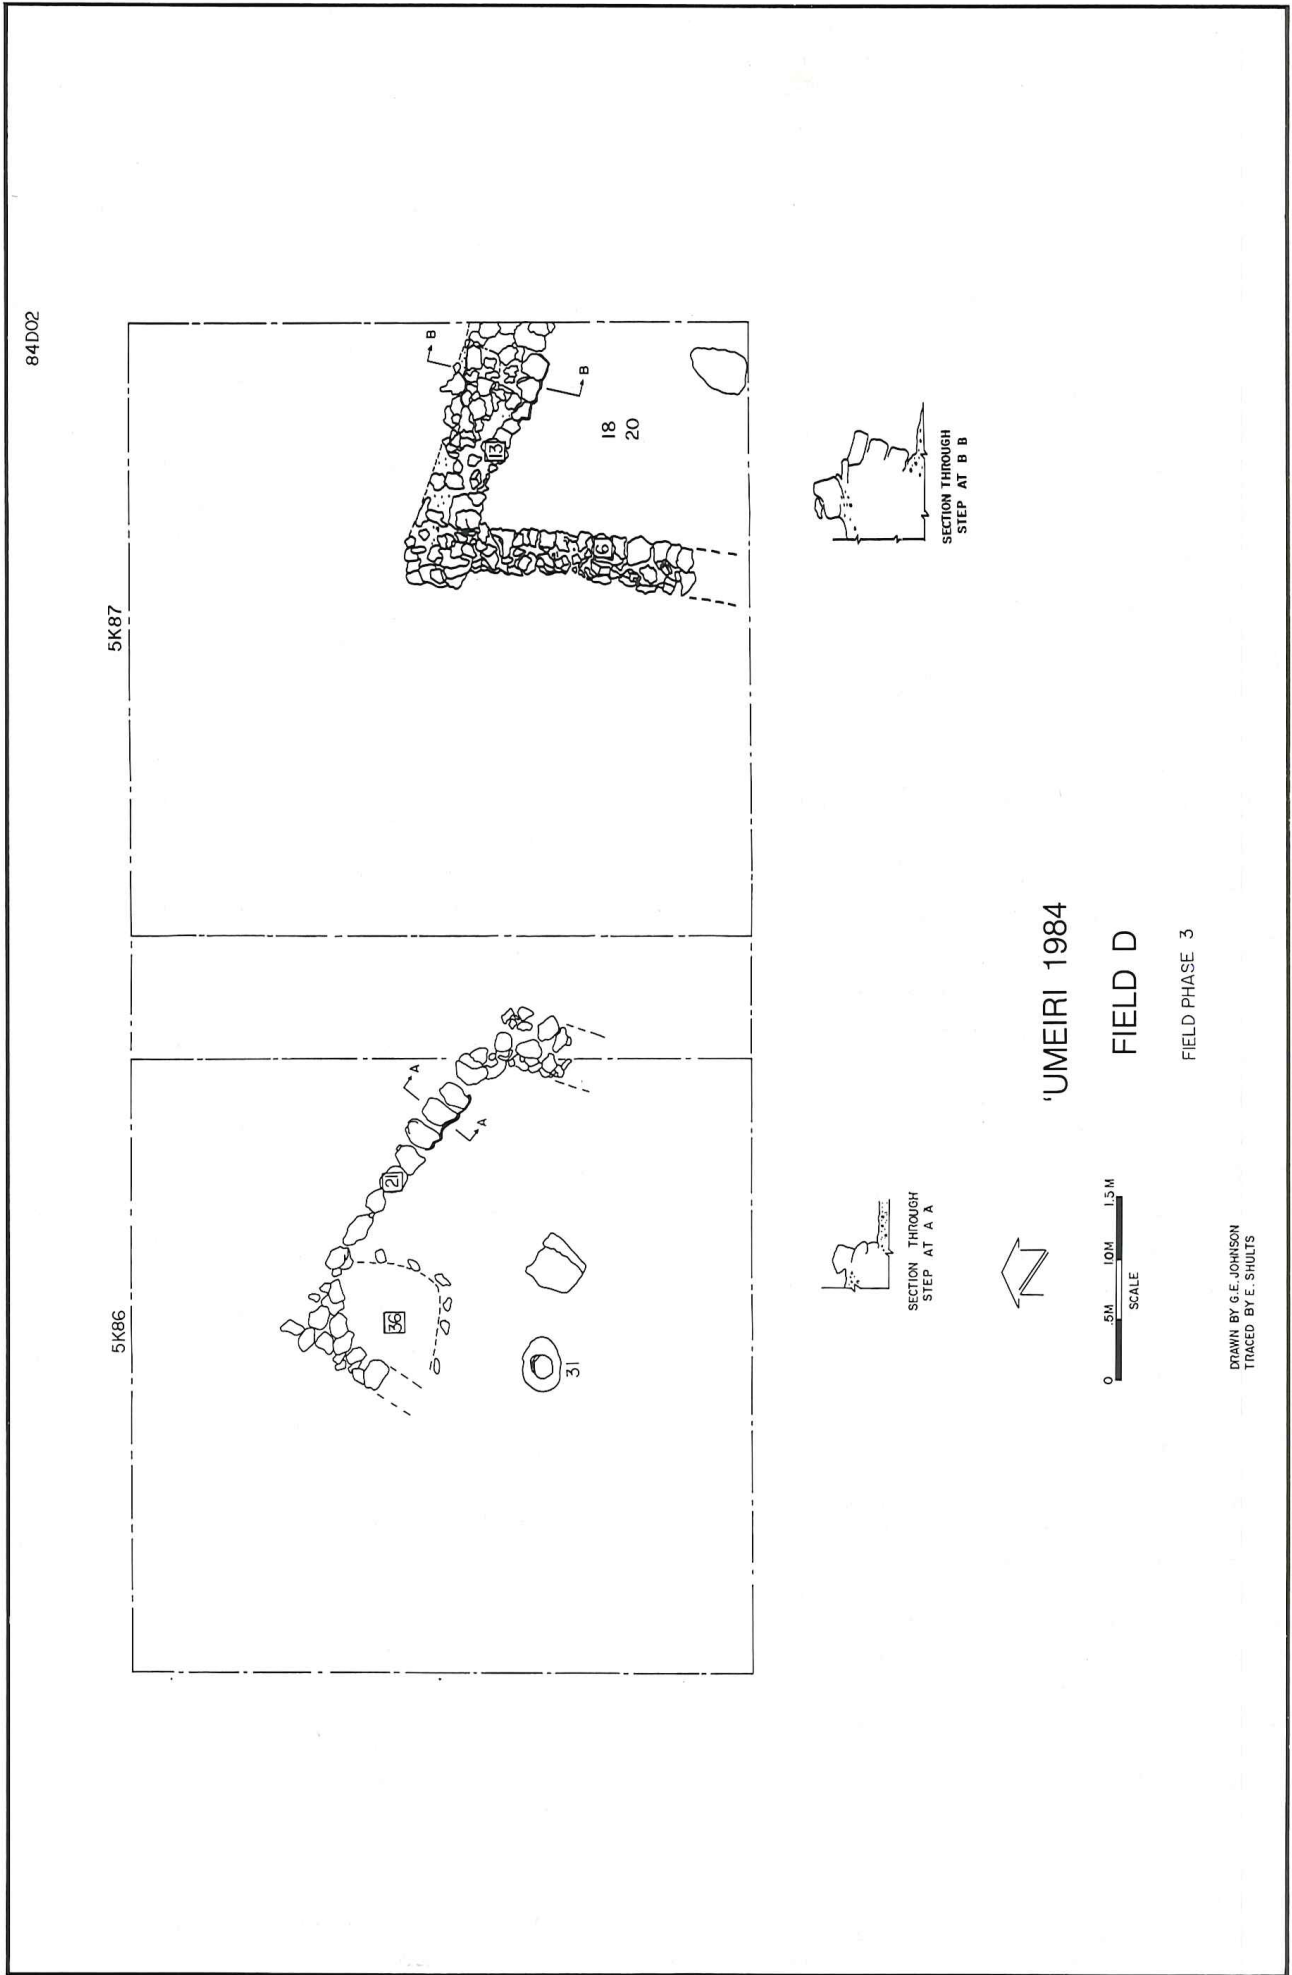 84D02
5K86
5K87
A
B
36
21
A
13
B
31
6
18
20
SECTION THROUGH
STEP AT A A
SECTION THROUGH
STEP AT B B
0 .5M 1.0M 1.5 M
SCALE
'UMEIRI 1984
FIELD D
FIELD PHASE 3
DRAWN BY G.E. JOHNSON
TRACED BY E. SHULTS